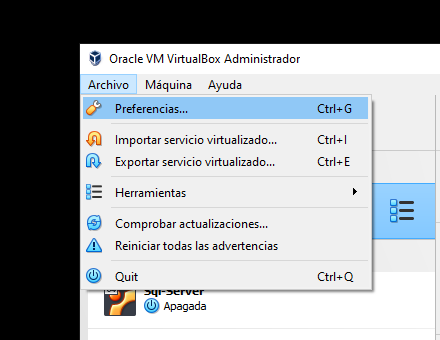 Oracle VM VirtualBox Administrador
Archivo Máquina Ayuda
Preferencias... Ctrl+G
Importar servicio virtualizado... Ctrl+I
Exportar servicio virtualizado... Ctrl+E
Herramientas
Comprobar actualizaciones...
Reiniciar todas las advertencias
Quit Ctrl+Q
Sql-Server
Apagada